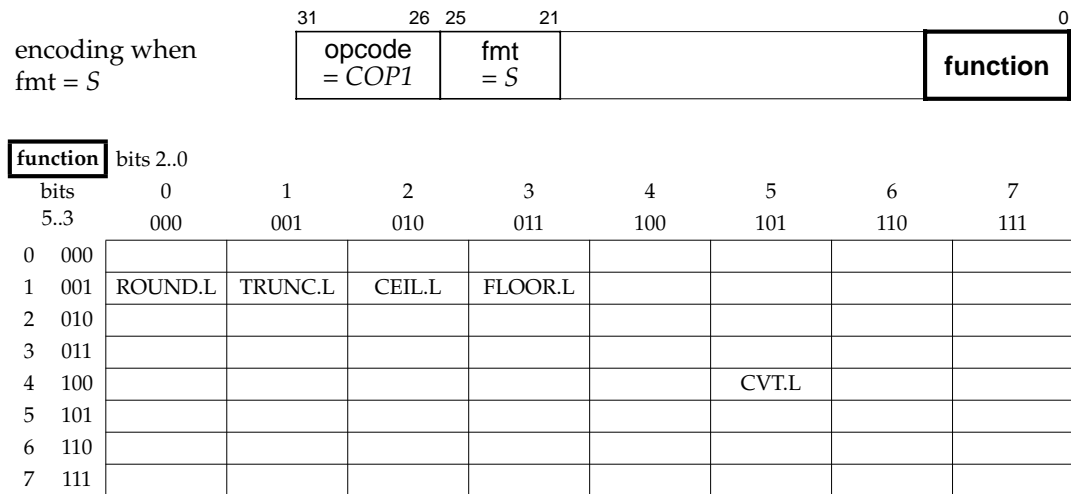 31 26 25 21 0
encoding when opcode fmt function
fmt = S = COP1 = S
function bits 2..0
bits 0 1 2 3 4 5 6 7
5..3 000 001 010 011 100 101 110 111
0 000
1 001 ROUND.L TRUNC.L CEIL.L FLOOR.L
2 010
3 011
4 100 CVT.L
5 101
6 110
7 111